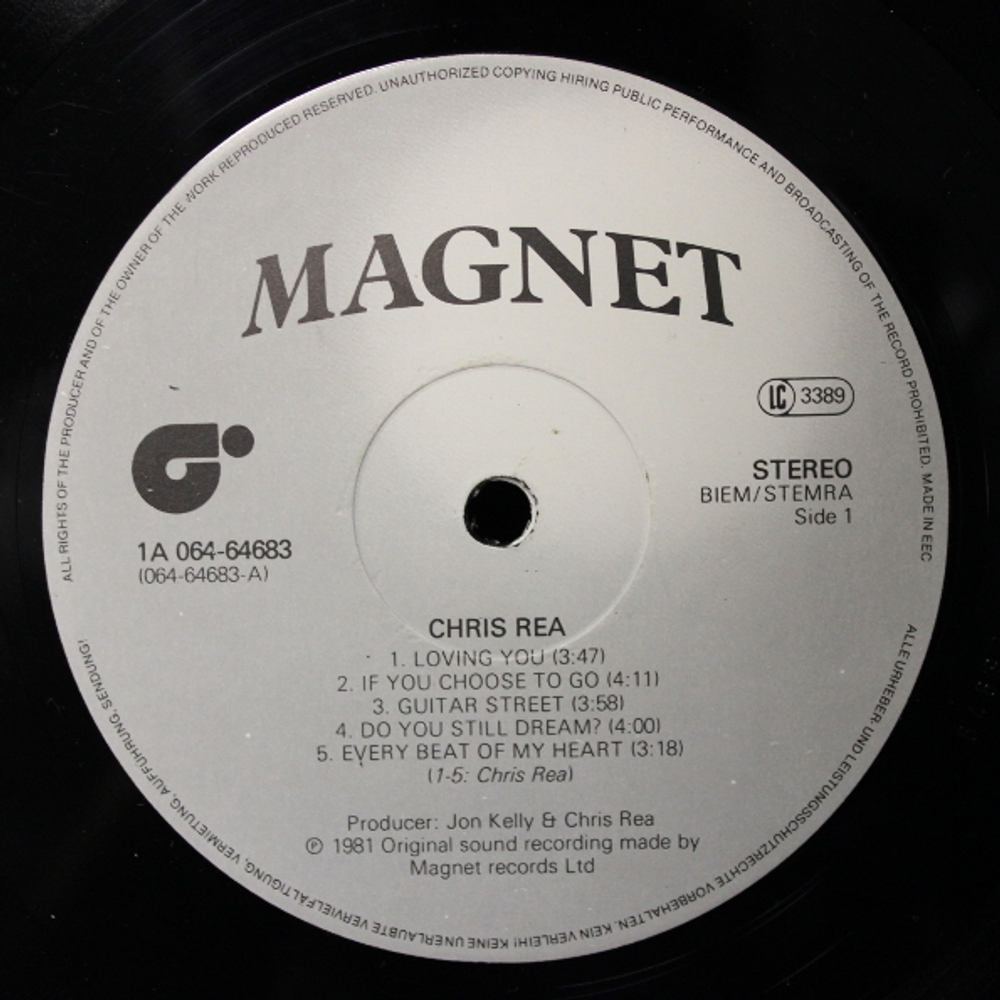 ALL RIGHTS OF THE PRODUCER AND OF THE OWNER OF THE WORK REPRODUCED RESERVED. UNAUTHORIZED COPYING HIRING PUBLIC PERFORMANCE AND BROADCASTING OF THE RECORD PROHIBITED. MADE IN EEC
MAGNET
LC 3389
STEREO
BIEM/STEMRA
Side 1
1A 064-64683
(064-64683-A)
CHRIS REA
1. LOVING YOU (3:47)
2. IF YOU CHOOSE TO GO (4:11)
3. GUITAR STREET (3:58)
4. DO YOU STILL DREAM? (4:00)
5. EVERY BEAT OF MY HEART (3:18)
(1-5: Chris Rea)
Producer: Jon Kelly & Chris Rea
℗ 1981 Original sound recording made by
Magnet records Ltd
ALLE URHEBER- UND LEISTUNGSSCHUTZRECHTE VORBEHALTEN. KEIN VERLEIH! KEINE UNERLAUBTE VERVIELFÄLTIGUNG, VERMIETUNG, AUFFÜHRUNG, SENDUNG!